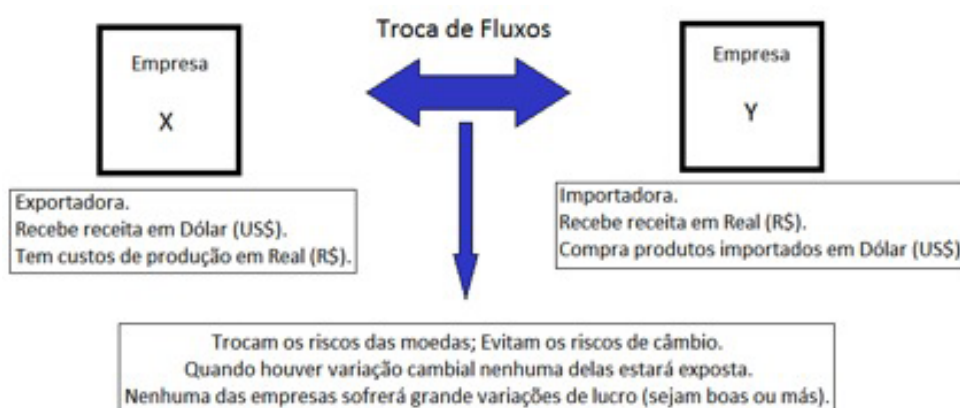 Troca de Fluxos
Empresa
X
Empresa
Y
Exportadora.
Recebe receita em Dólar (US$).
Tem custos de produção em Real (R$).
Importadora.
Recebe receita em Real (R$).
Compra produtos importados em Dólar (US$)
Trocam os riscos das moedas; Evitam os riscos de câmbio.
Quando houver variação cambial nenhuma delas estará exposta.
Nenhuma das empresas sofrerá grande variações de lucro (sejam boas ou más).